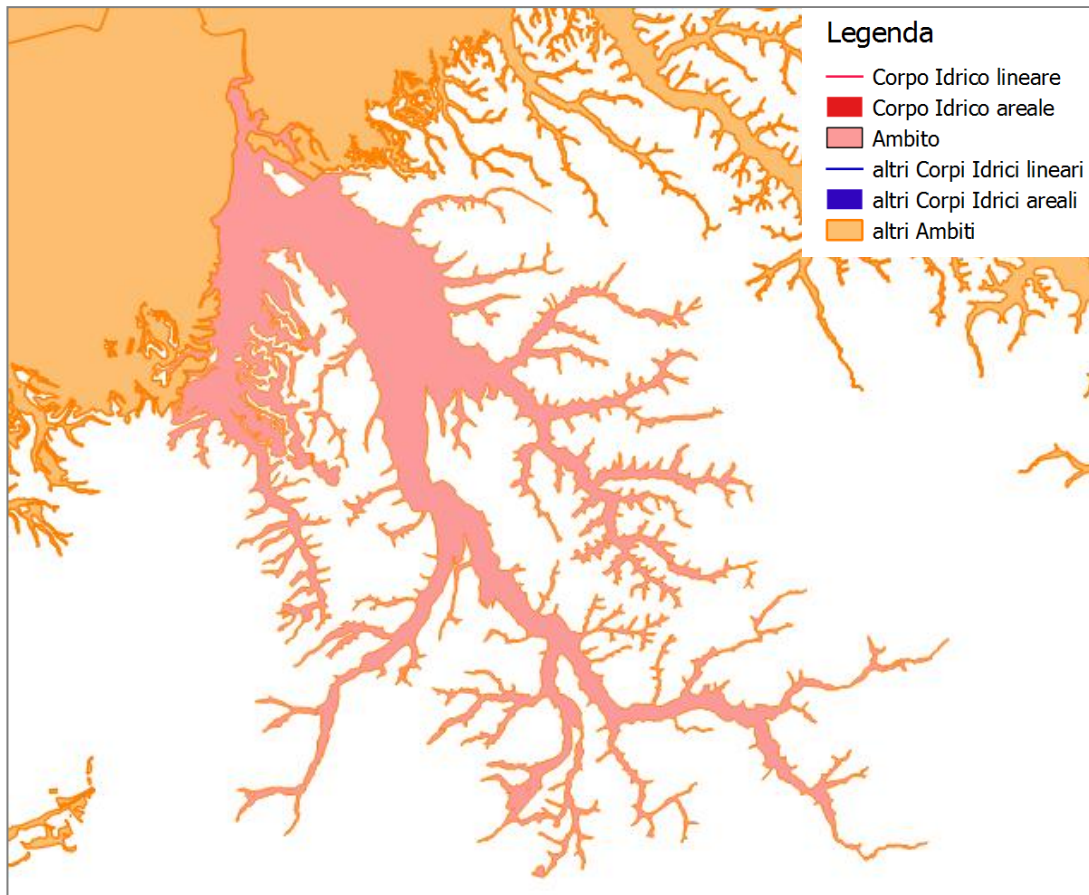 Legenda
Corpo Idrico lineare
Corpo Idrico areale
Ambito
altri Corpi Idrici lineari
altri Corpi Idrici areali
altri Ambiti